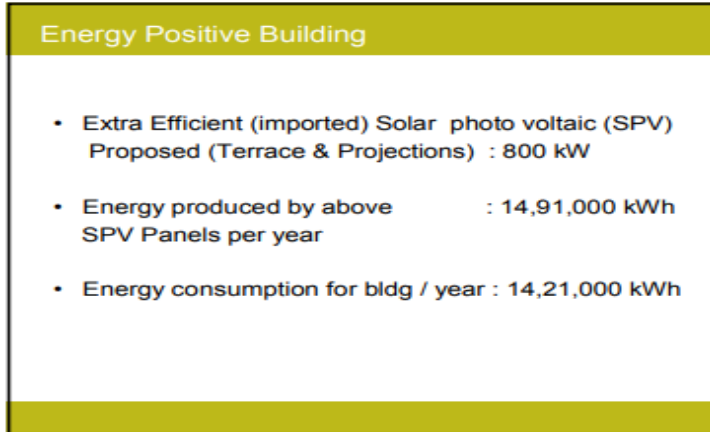 Energy Positive Building
• Extra Efficient (imported) Solar photo voltaic (SPV)
Proposed (Terrace & Projections) : 800 kW
• Energy produced by above : 14,91,000 kWh
SPV Panels per year
• Energy consumption for bldg / year : 14,21,000 kWh